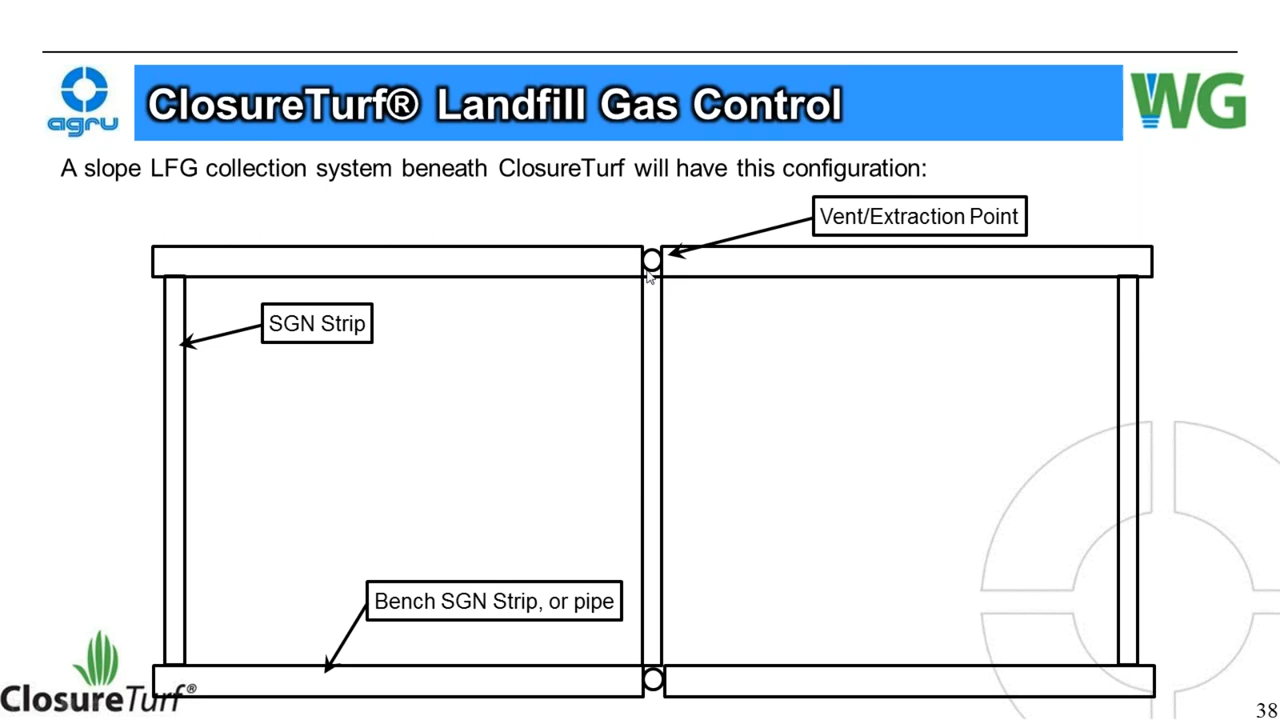 agru
ClosureTurf® Landfill Gas Control
WG
A slope LFG collection system beneath ClosureTurf will have this configuration:
Vent/Extraction Point
SGN Strip
Bench SGN Strip, or pipe
ClosureTurf®
38